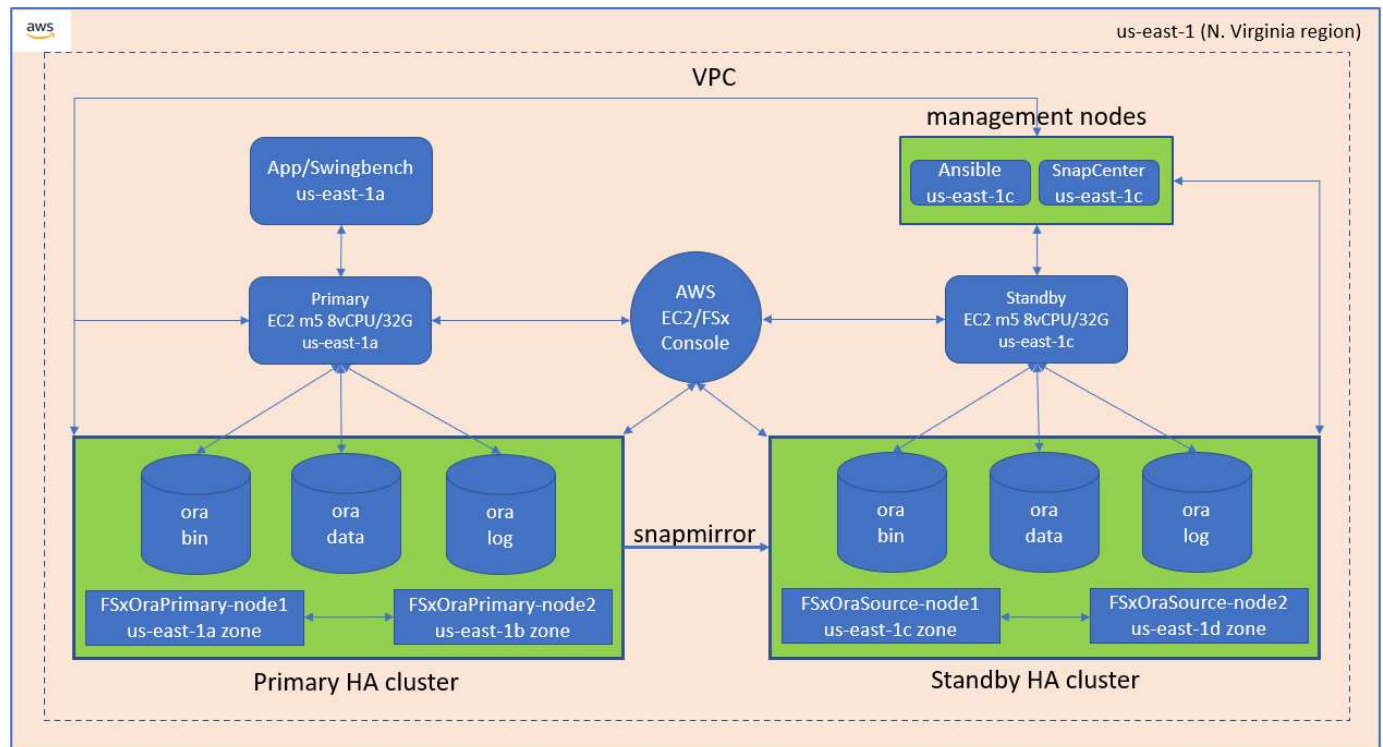 aws
us-east-1 (N. Virginia region)
VPC
management nodes
App/Swingbench
us-east-1a
Ansible
us-east-1c
SnapCenter
us-east-1c
Primary
EC2 m5 8vCPU/32G
us-east-1a
AWS
EC2/FSx
Console
Standby
EC2 m5 8vCPU/32G
us-east-1c
ora
bin
ora
data
ora
log
snapmirror
ora
bin
ora
data
ora
log
FSxOraPrimary-node1
us-east-1a zone
FSxOraPrimary-node2
us-east-1b zone
FSxOraSource-node1
us-east-1c zone
FSxOraSource-node2
us-east-1d zone
Primary HA cluster
Standby HA cluster